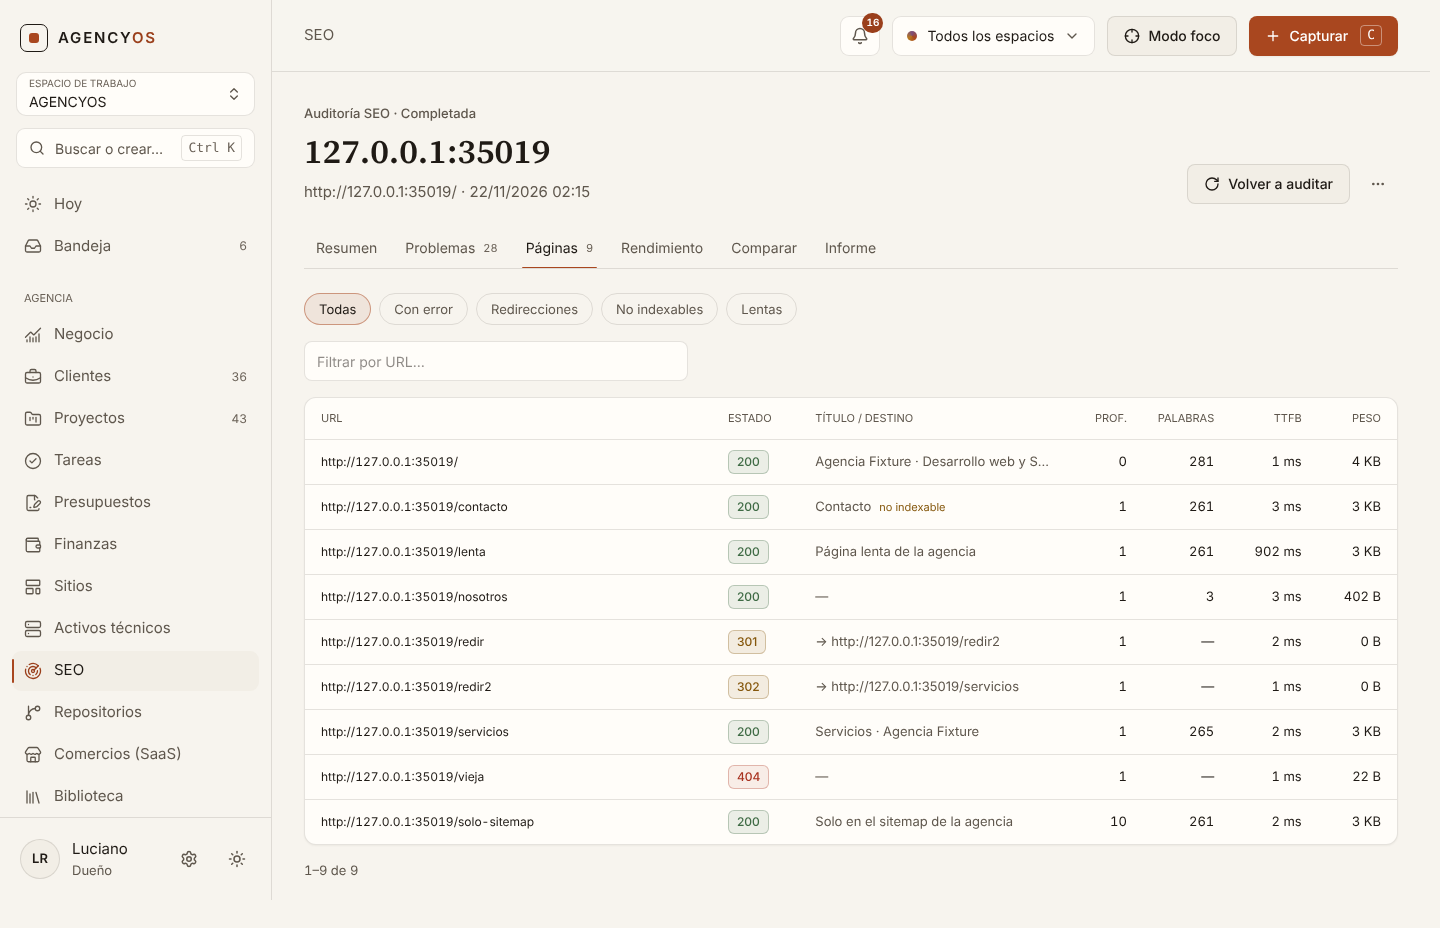 AGENCYOS
ESPACIO DE TRABAJO
AGENCYOS
Buscar o crear... Ctrl K
Hoy
Bandeja 6
AGENCIA
Negocio
Clientes 36
Proyectos 43
Tareas
Presupuestos
Finanzas
Sitios
Activos técnicos
SEO
Repositorios
Comercios (SaaS)
Biblioteca
LR
Luciano
Dueño
SEO
16
Todos los espacios
Modo foco
Capturar C
Auditoría SEO · Completada
127.0.0.1:35019
http://127.0.0.1:35019/ · 22/11/2026 02:15
Volver a auditar
Resumen Problemas 28 Páginas 9 Rendimiento Comparar Informe
Todas Con error Redirecciones No indexables Lentas
Filtrar por URL...
URL ESTADO TÍTULO / DESTINO PROF. PALABRAS TTFB PESO
http://127.0.0.1:35019/ 200 Agencia Fixture · Desarrollo web y S... 0 281 1 ms 4 KB
http://127.0.0.1:35019/contacto 200 Contacto no indexable 1 261 3 ms 3 KB
http://127.0.0.1:35019/lenta 200 Página lenta de la agencia 1 261 902 ms 3 KB
http://127.0.0.1:35019/nosotros 200 — 1 3 3 ms 402 B
http://127.0.0.1:35019/redir 301 → http://127.0.0.1:35019/redir2 1 — 2 ms 0 B
http://127.0.0.1:35019/redir2 302 → http://127.0.0.1:35019/servicios 1 — 1 ms 0 B
http://127.0.0.1:35019/servicios 200 Servicios · Agencia Fixture 1 265 2 ms 3 KB
http://127.0.0.1:35019/vieja 404 — 1 — 1 ms 22 B
http://127.0.0.1:35019/solo-sitemap 200 Solo en el sitemap de la agencia 10 261 2 ms 3 KB
1–9 de 9